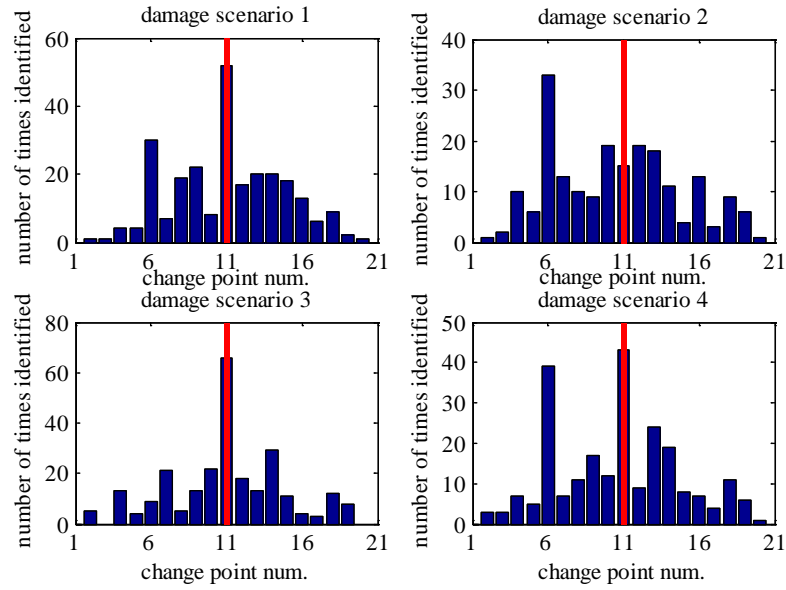 damage scenario 1
number of times identified
60
40
20
0
1 6 11 16 21
change point num.
damage scenario 2
number of times identified
40
30
20
10
0
1 6 11 16 21
change point num.
damage scenario 3
number of times identified
80
60
40
20
0
1 6 11 16 21
change point num.
damage scenario 4
number of times identified
50
40
30
20
10
0
1 6 11 16 21
change point num.